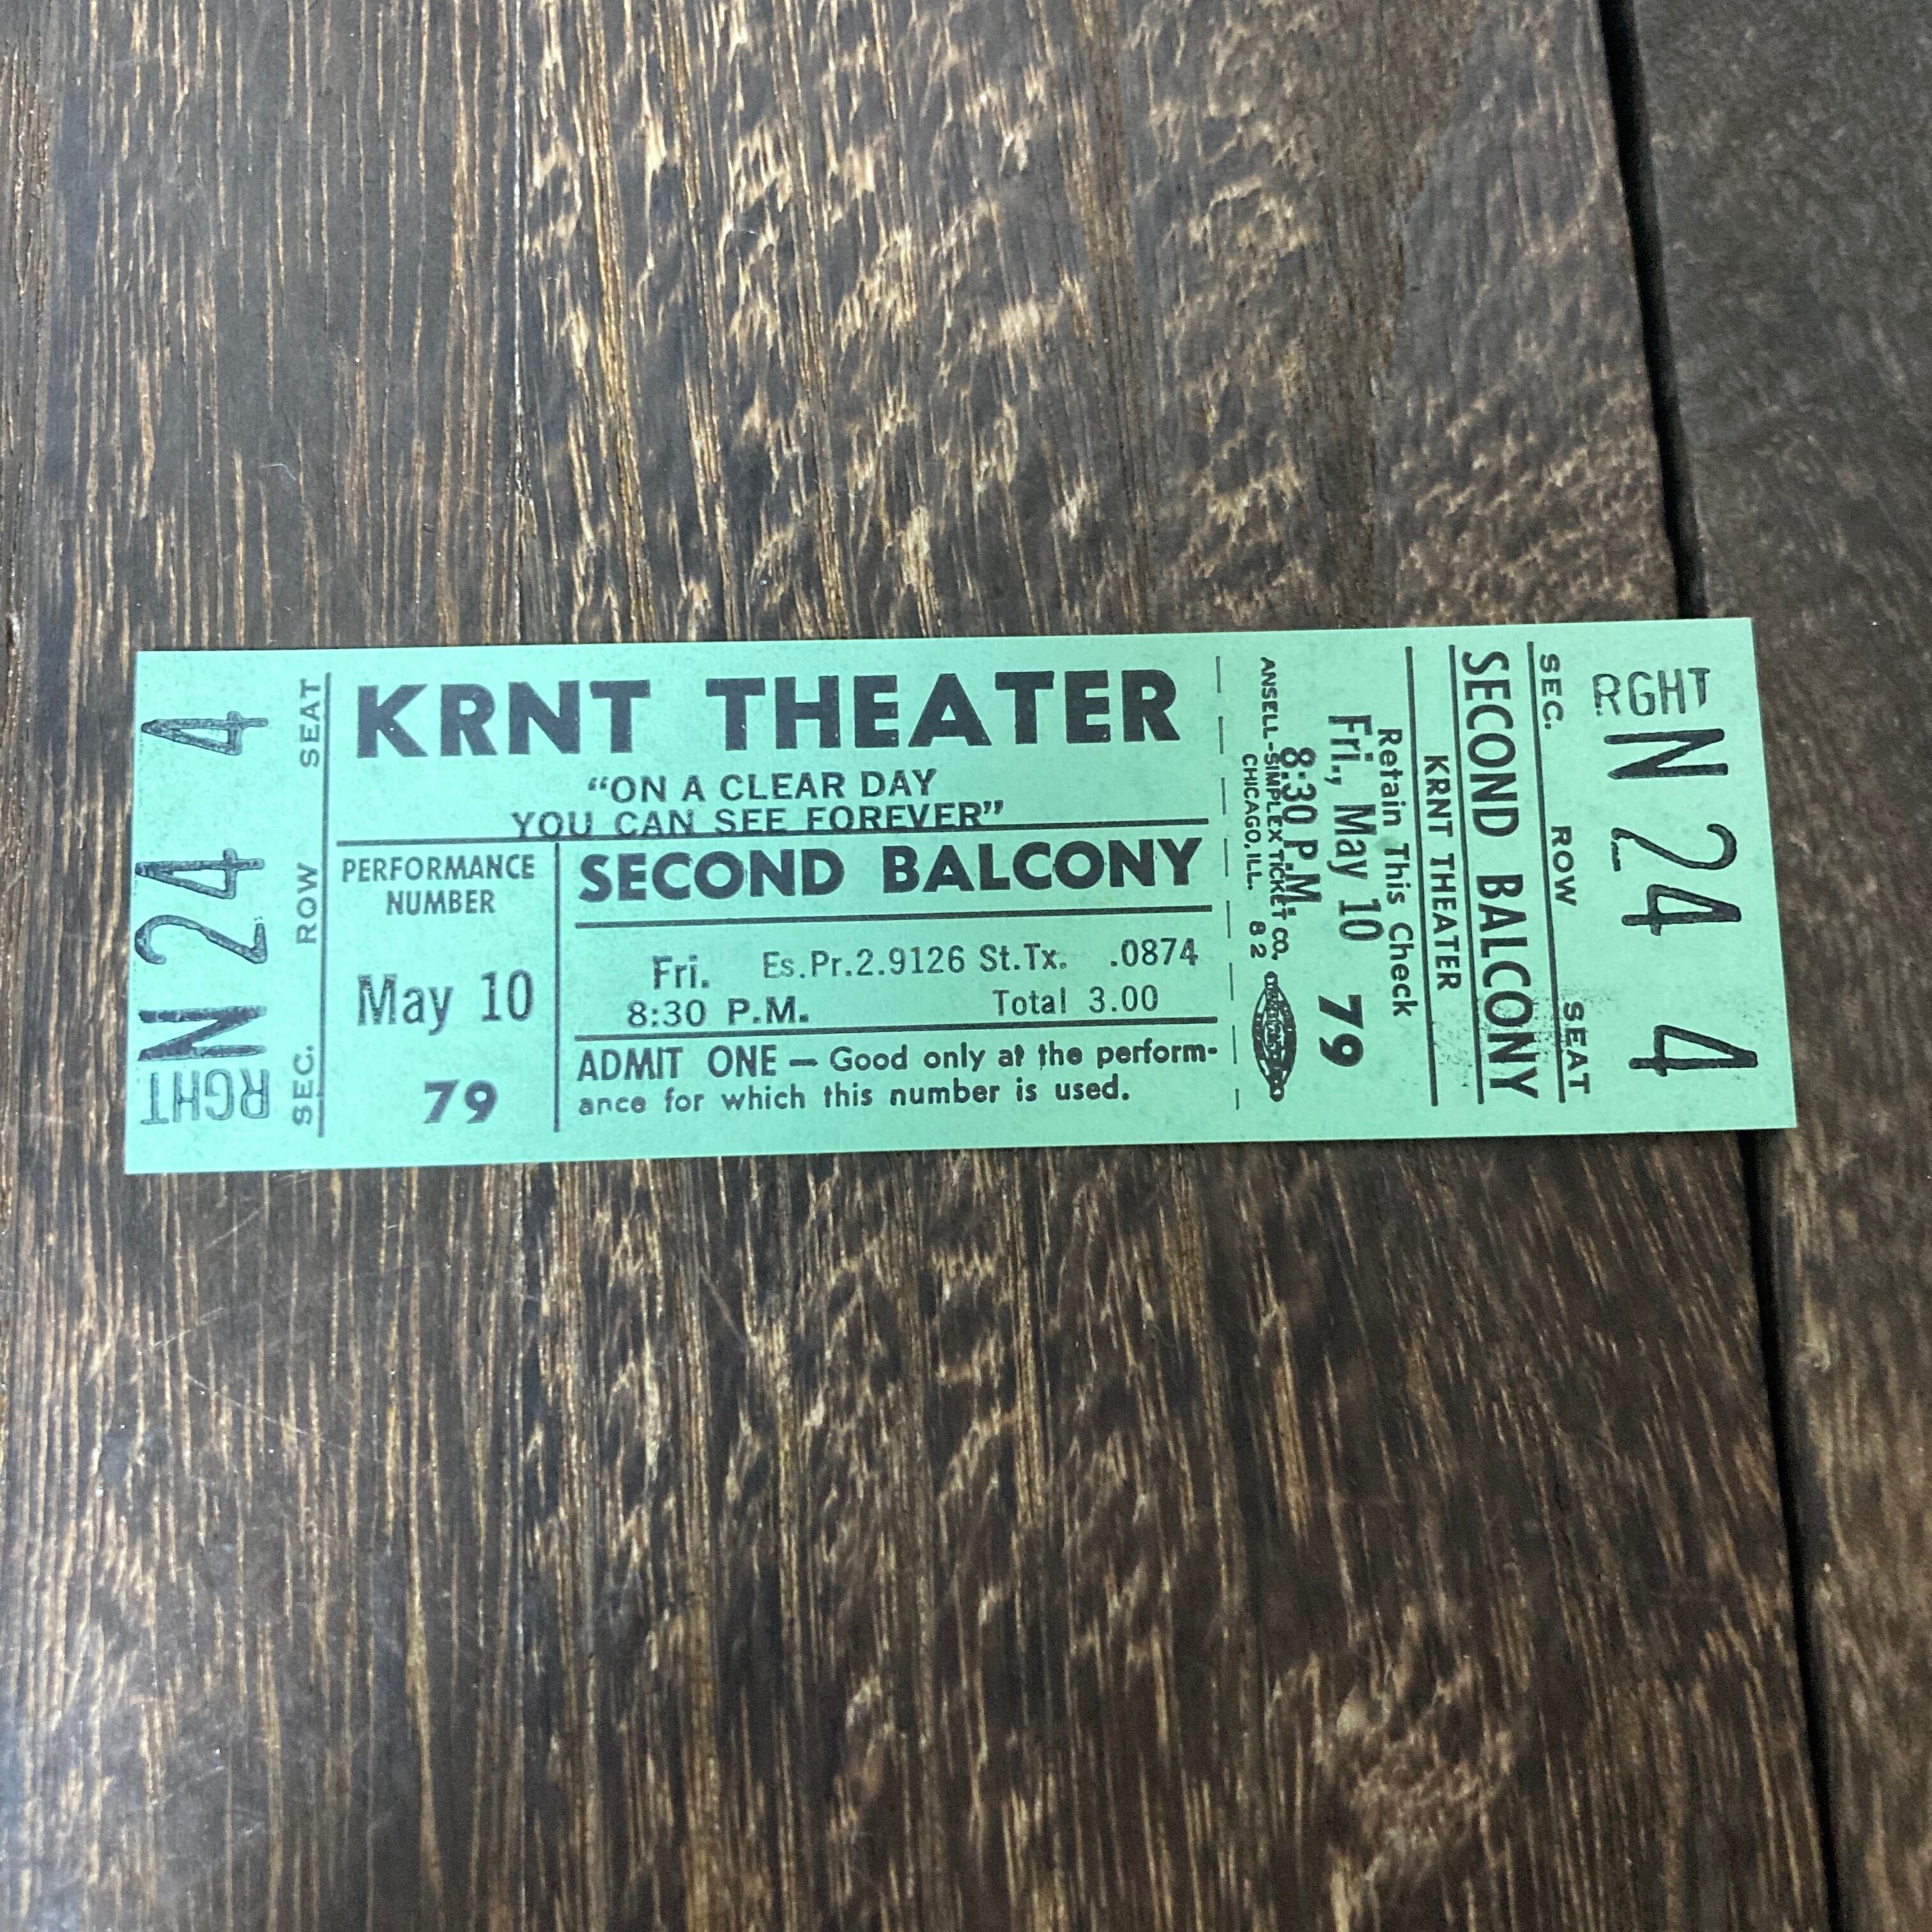 RGHT N 24 4
SEC. ROW SEAT
KRNT THEATER
"ON A CLEAR DAY
YOU CAN SEE FOREVER"
PERFORMANCE
NUMBER
May 10
79
SECOND BALCONY
Fri. Es.Pr.2.9126 St.Tx. .0874
8:30 P.M. Total 3.00
ADMIT ONE — Good only at the perform-
ance for which this number is used.
RGHT N 24 4
SEC. ROW SEAT
SECOND BALCONY
KRNT THEATER
Retain This Check
Fri., May 10 79
8:30 P.M.
ANSELL-SIMPLEX TICKET CO.
CHICAGO, ILL. 82